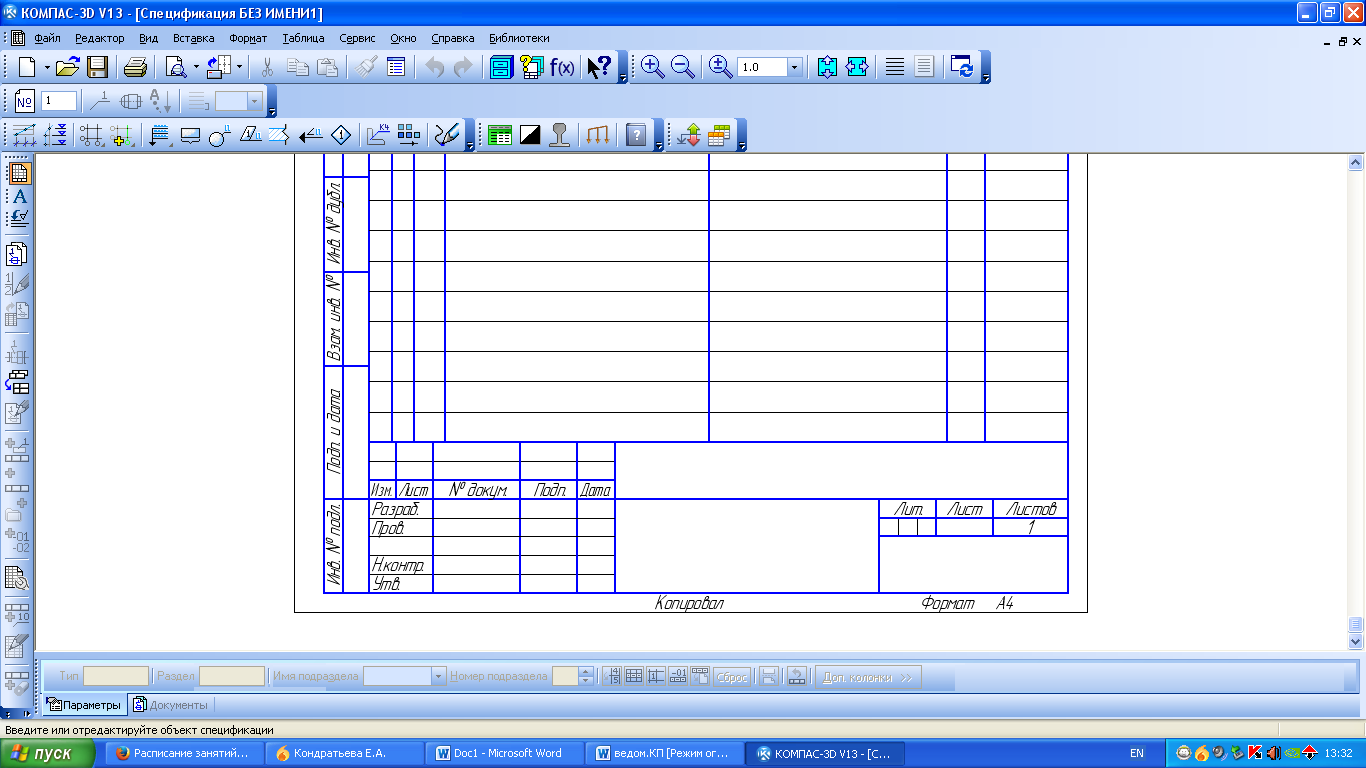 КОМПАС-3D V13 - [Спецификация БЕЗ ИМЕНИ1]
Файл Редактор Вид Вставка Формат Таблица Сервис Окно Справка Библиотеки
f(x) 1.0
№ 1
Инв. № дубл.
Взам. инв. №
Подп. и дата
Инв. № подл.
Изм. Лист № докум. Подп. Дата
Разраб. Лит. Лист Листов
Пров. 1
Н.контр.
Утв.
Копировал Формат А4
Тип Раздел Имя подраздела Номер подраздела Сброс Доп. колонки >>
Параметры Документы
Введите или отредактируйте объект спецификации
пуск Расписание занятий... Кондратьева Е.А. Doc1 - Microsoft Word ведом.КП [Режим ог... КОМПАС-3D V13 - [С... EN 13:32